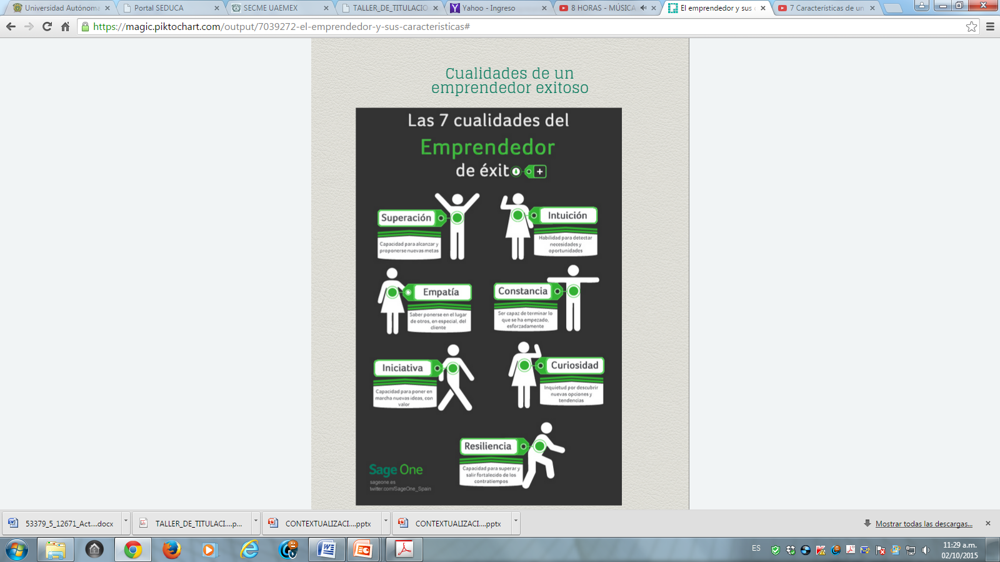 Universidad Autónoma
Portal SEDUCA
SECME UAEMEX
TALLER_DE_TITULACIO
Yahoo - Ingreso
8 HORAS - MÚSICA
El emprendedor y sus
7 Características de un
https://magic.piktochart.com/output/7039272-el-emprendedor-y-sus-caracteristicas#
Cualidades de un
emprendedor exitoso
Las 7 cualidades del
Emprendedor
de éxito
Superación
Capacidad para alcanzar y
proponerse nuevas metas
Intuición
Habilidad para detectar
necesidades y
oportunidades
Empatía
Saber ponerse en el lugar
de otros, en especial, del
cliente
Constancia
Ser capaz de terminar lo
que se ha empezado,
esforzadamente
Iniciativa
Capacidad para poner en
marcha nuevas ideas, con
valor
Curiosidad
Inquietud por descubrir
nuevas opciones y
tendencias
Resiliencia
Capacidad para superar y
salir fortalecido de los
contratiempos
Sage One
sageone.es
twitter.com/SageOne_Spain
53379_5_12671_Act....docx
TALLER_DE_TITULACI....p...
CONTEXTUALIZACI....pptx
CONTEXTUALIZACI....pptx
Mostrar todas las descargas...
ES
11:29 a.m.
02/10/2015